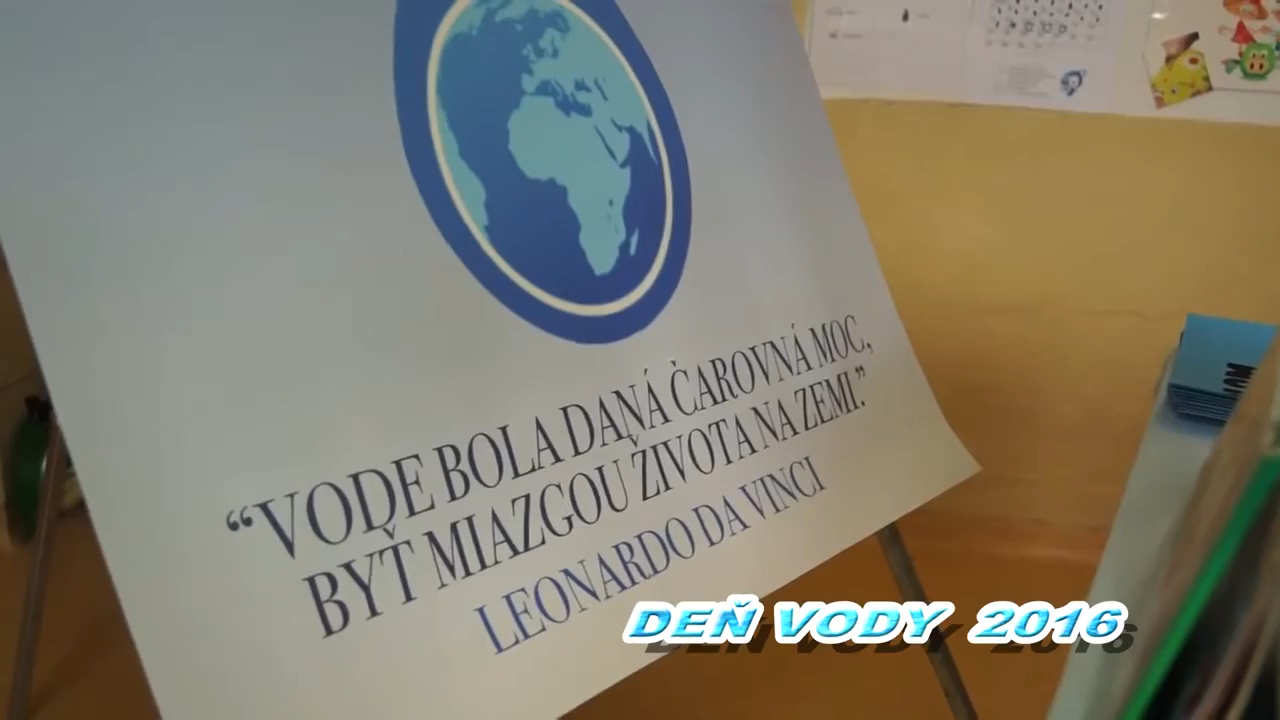 “VODE BOLA DANÁ ČAROVNÁ MOC,
BYŤ MIAZGOU ŽIVOTA NA ZEMI.”
LEONARDO DA VINCI
DEŇ VODY 2016